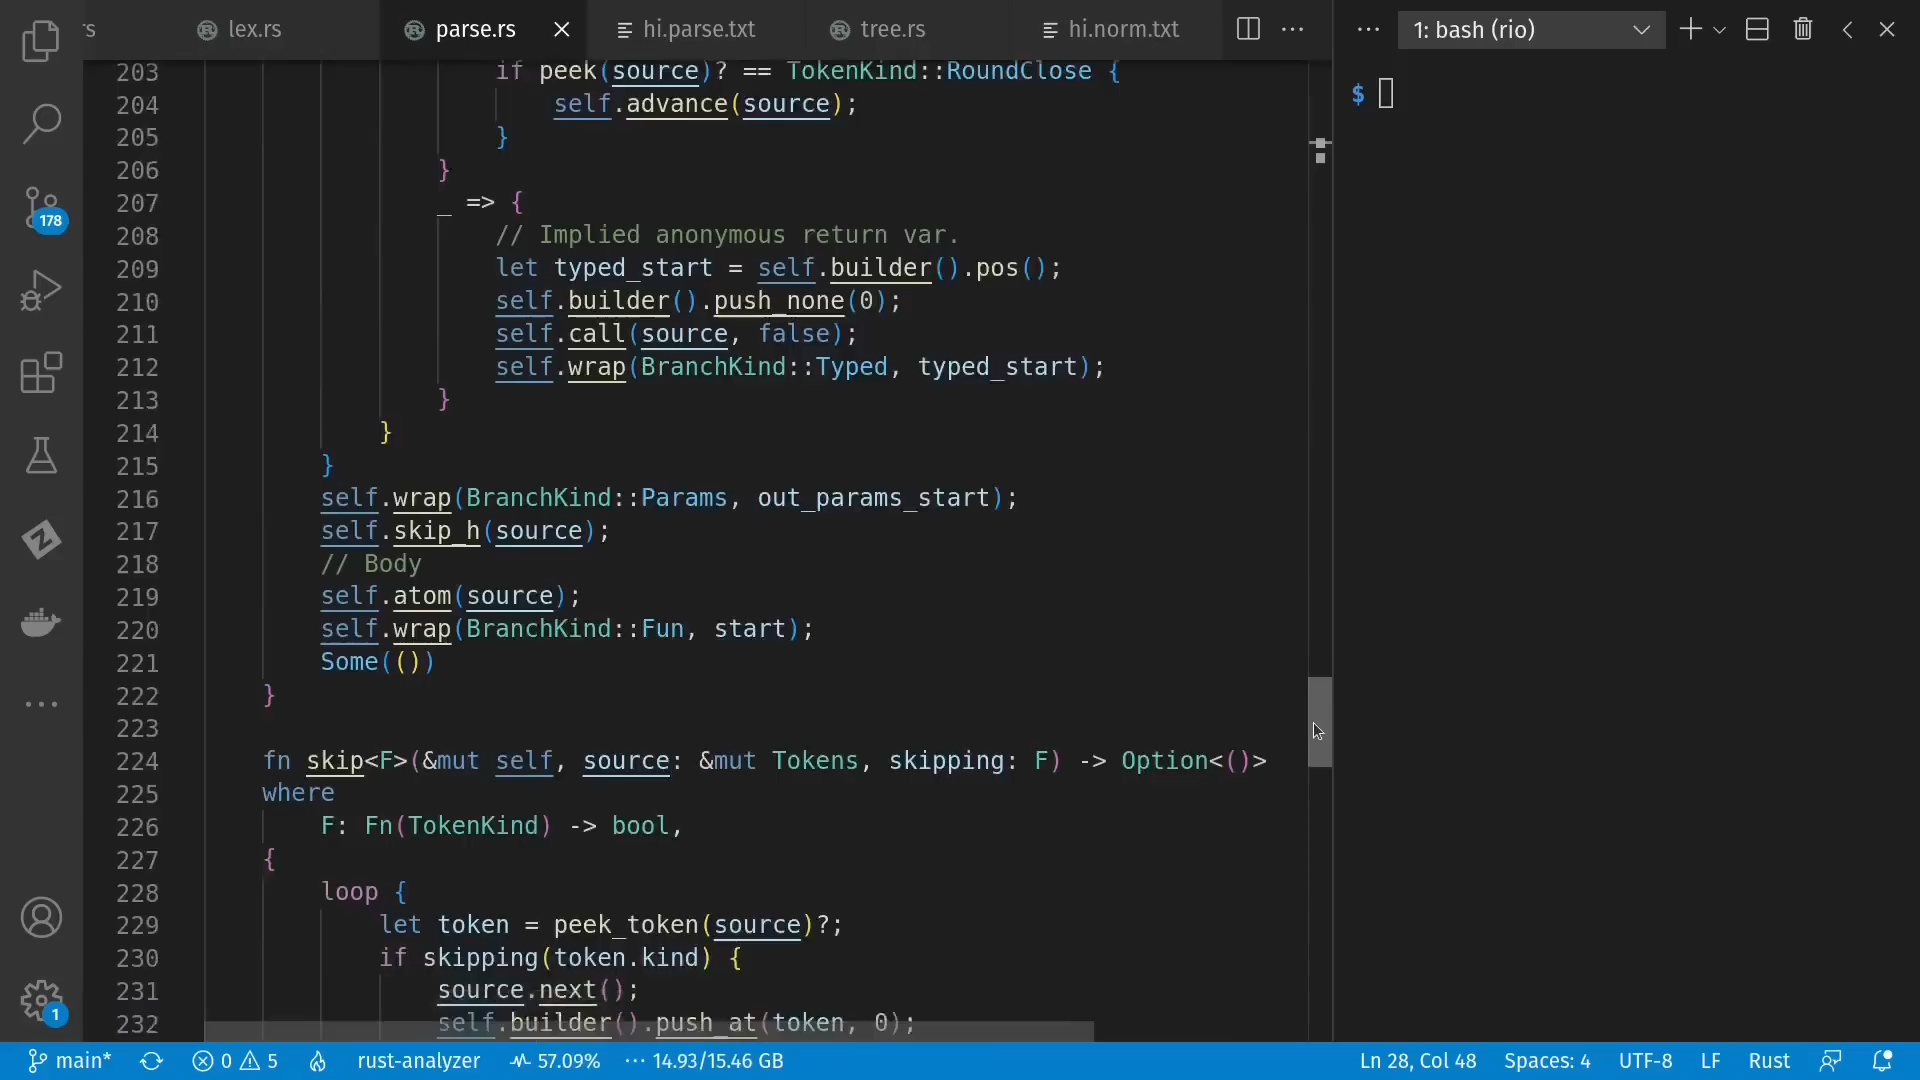 rs
lex.rs
parse.rs
hi.parse.txt
tree.rs
hi.norm.txt
1: bash (rio)
$
203 if peek(source)? == TokenKind::RoundClose {
204 self.advance(source);
205 }
206 }
207 _ => {
208 // Implied anonymous return var.
209 let typed_start = self.builder().pos();
210 self.builder().push_none(0);
211 self.call(source, false);
212 self.wrap(BranchKind::Typed, typed_start);
213 }
214 }
215 }
216 self.wrap(BranchKind::Params, out_params_start);
217 self.skip_h(source);
218 // Body
219 self.atom(source);
220 self.wrap(BranchKind::Fun, start);
221 Some(())
222 }
223
224 fn skip<F>(&mut self, source: &mut Tokens, skipping: F) -> Option<()>
225 where
226 F: Fn(TokenKind) -> bool,
227 {
228 loop {
229 let token = peek_token(source)?;
230 if skipping(token.kind) {
231 source.next();
232 self.builder().push_at(token, 0);
178
1
main* 0 5 rust-analyzer 57.09% ··· 14.93/15.46 GB Ln 28, Col 48 Spaces: 4 UTF-8 LF Rust